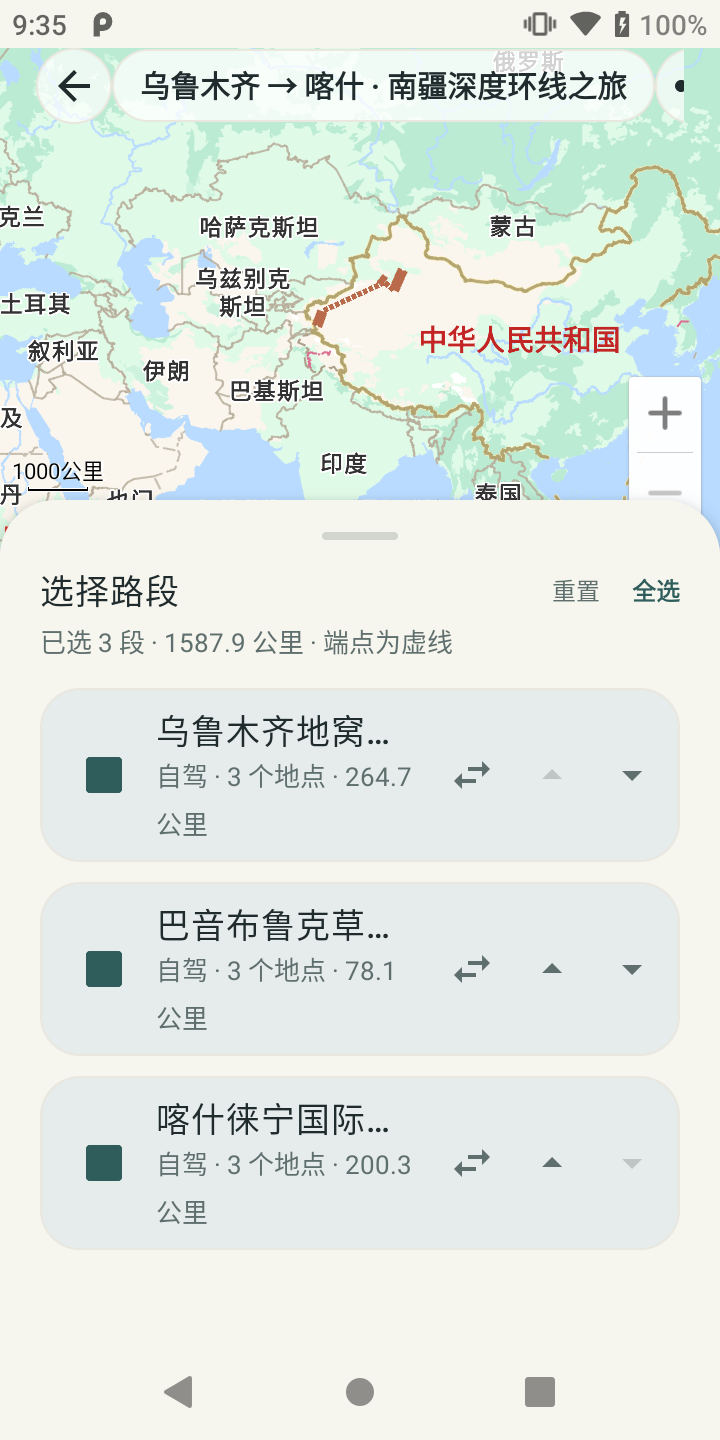 9:35
100%
俄罗斯
乌鲁木齐 → 喀什 · 南疆深度环线之旅
克兰
哈萨克斯坦
蒙古
乌兹别克
斯坦
土耳其
中华人民共和国
叙利亚
伊朗
巴基斯坦
及
印度
1000公里
丹
也门
泰国
选择路段
重置
全选
已选 3 段 · 1587.9 公里 · 端点为虚线
乌鲁木齐地窝…
自驾 · 3 个地点 · 264.7
公里
巴音布鲁克草…
自驾 · 3 个地点 · 78.1
公里
喀什徕宁国际…
自驾 · 3 个地点 · 200.3
公里